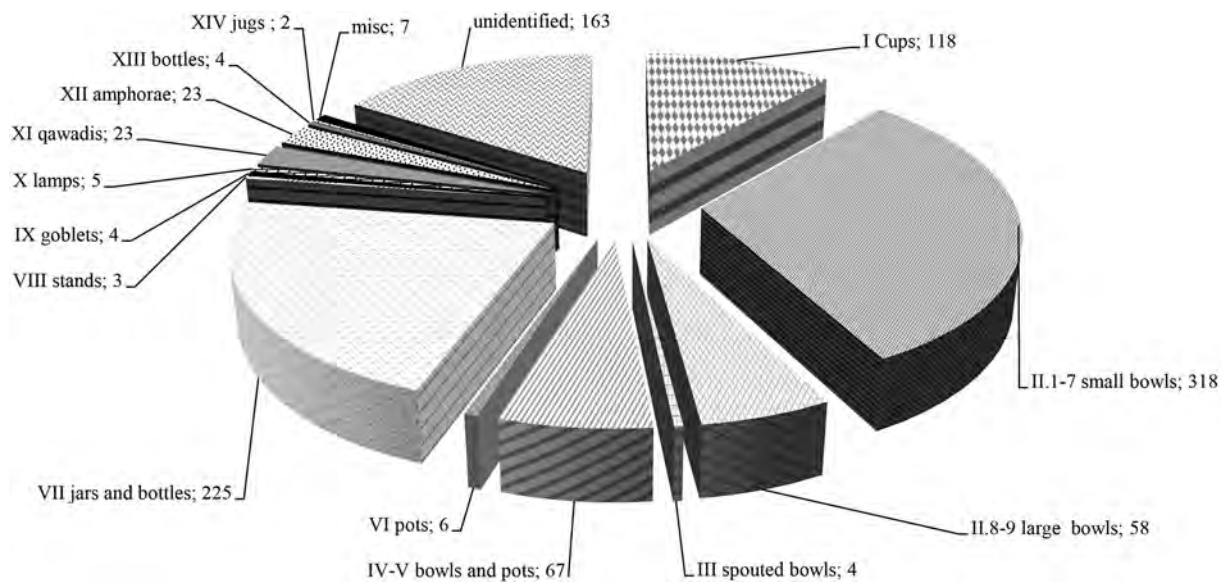 XIV jugs ; 2
misc; 7
unidentified; 163
I Cups; 118
XIII bottles; 4
XII amphorae; 23
XI qawadis; 23
X lamps; 5
IX goblets; 4
VIII stands; 3
II.1-7 small bowls; 318
VII jars and bottles; 225
VI pots; 6
II.8-9 large bowls; 58
IV-V bowls and pots; 67
III spouted bowls; 4